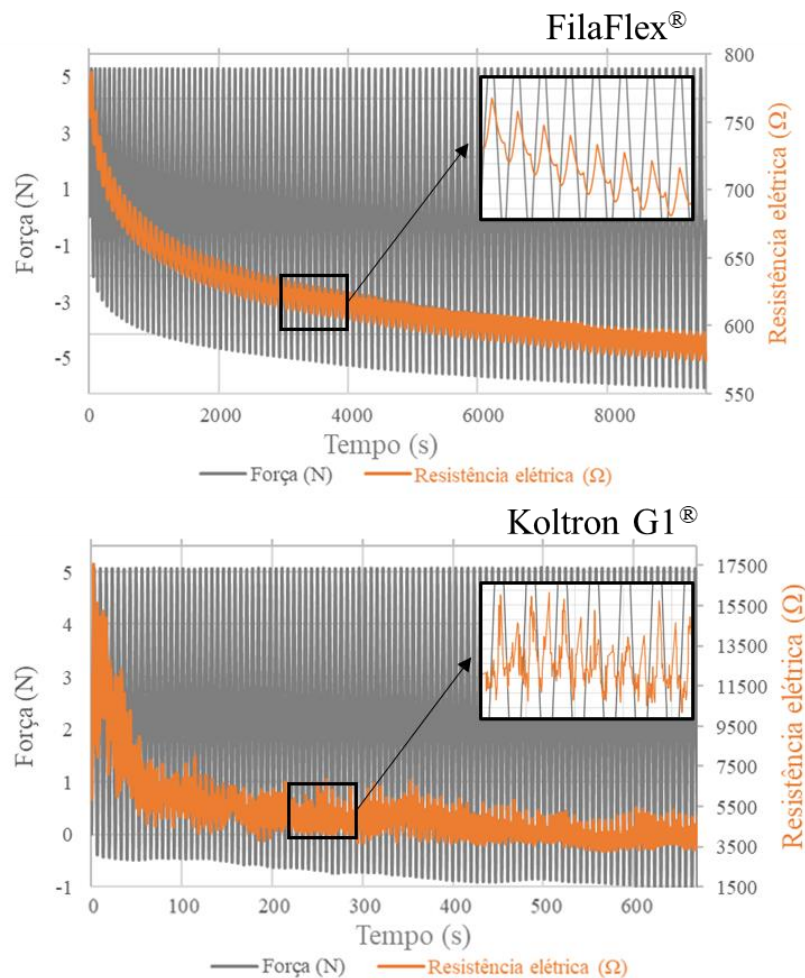 FilaFlex®
Força (N)
5
3
1
-1
-3
-5
800
750
700
650
600
550
Resistência elétrica (Ω)
0 2000 4000 6000 8000
Tempo (s)
Força (N) Resistência elétrica (Ω)
Koltron G1®
Força (N)
5
4
3
2
1
0
-1
17500
15500
13500
11500
9500
7500
5500
3500
1500
Resistência elétrica (Ω)
0 100 200 300 400 500 600
Tempo (s)
Força (N) Resistência elétrica (Ω)